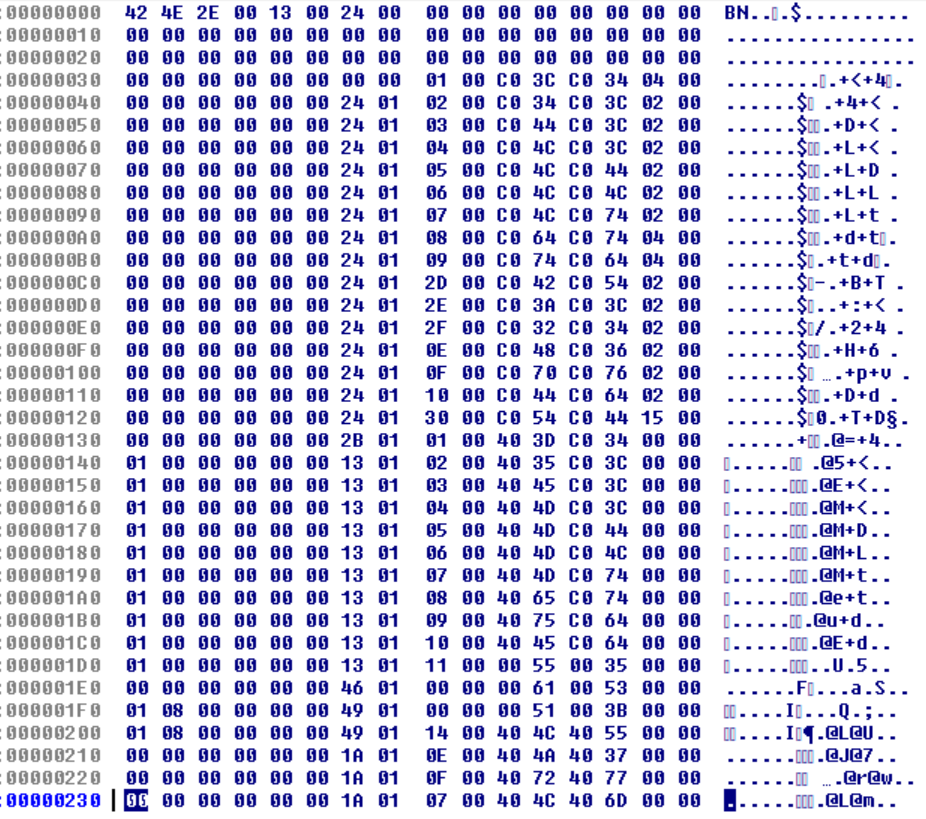 :00000000 42 4E 2E 00 13 00 24 00 00 00 00 00 00 00 00 00 BN..▯.$.........
:00000010 00 00 00 00 00 00 00 00 00 00 00 00 00 00 00 00 ................
:00000020 00 00 00 00 00 00 00 00 00 00 00 00 00 00 00 00 ................
:00000030 00 00 00 00 00 00 00 00 01 00 C0 3C C0 34 04 00 ........▯.+<+4▯.
:00000040 00 00 00 00 00 00 24 01 02 00 C0 34 C0 3C 02 00 ......$▯ .+4+< .
:00000050 00 00 00 00 00 00 24 01 03 00 C0 44 C0 3C 02 00 ......$▯▯.+D+< .
:00000060 00 00 00 00 00 00 24 01 04 00 C0 4C C0 3C 02 00 ......$▯▯.+L+< .
:00000070 00 00 00 00 00 00 24 01 05 00 C0 4C C0 44 02 00 ......$▯▯.+L+D .
:00000080 00 00 00 00 00 00 24 01 06 00 C0 4C C0 4C 02 00 ......$▯▯.+L+L .
:00000090 00 00 00 00 00 00 24 01 07 00 C0 4C C0 74 02 00 ......$▯▯.+L+t .
:000000A0 00 00 00 00 00 00 24 01 08 00 C0 64 C0 74 04 00 ......$▯▯.+d+t▯.
:000000B0 00 00 00 00 00 00 24 01 09 00 C0 74 C0 64 04 00 ......$▯.+t+d▯.
:000000C0 00 00 00 00 00 00 24 01 2D 00 C0 42 C0 54 02 00 ......$▯-.+B+T .
:000000D0 00 00 00 00 00 00 24 01 2E 00 C0 3A C0 3C 02 00 ......$▯..+:+< .
:000000E0 00 00 00 00 00 00 24 01 2F 00 C0 32 C0 34 02 00 ......$▯/.+2+4 .
:000000F0 00 00 00 00 00 00 24 01 0E 00 C0 48 C0 36 02 00 ......$▯▯.+H+6 .
:00000100 00 00 00 00 00 00 24 01 0F 00 C0 70 C0 76 02 00 ......$▯ ... .+p+v .
:00000110 00 00 00 00 00 00 24 01 10 00 C0 44 C0 64 02 00 ......$▯▯.+D+d .
:00000120 00 00 00 00 00 00 24 01 30 00 C0 54 C0 44 15 00 ......$▯0.+T+D§.
:00000130 00 00 00 00 00 00 2B 01 01 00 40 3D C0 34 00 00 ......+▯▯.@=+4..
:00000140 01 00 00 00 00 00 13 01 02 00 40 35 C0 3C 00 00 ▯.....▯▯ .@5+<..
:00000150 01 00 00 00 00 00 13 01 03 00 40 45 C0 3C 00 00 ▯.....▯▯▯.@E+<..
:00000160 01 00 00 00 00 00 13 01 04 00 40 4D C0 3C 00 00 ▯.....▯▯▯.@M+<..
:00000170 01 00 00 00 00 00 13 01 05 00 40 4D C0 44 00 00 ▯.....▯▯▯.@M+D..
:00000180 01 00 00 00 00 00 13 01 06 00 40 4D C0 4C 00 00 ▯.....▯▯▯.@M+L..
:00000190 01 00 00 00 00 00 13 01 07 00 40 4D C0 74 00 00 ▯.....▯▯▯.@M+t..
:000001A0 01 00 00 00 00 00 13 01 08 00 40 65 C0 74 00 00 ▯.....▯▯▯.@e+t..
:000001B0 01 00 00 00 00 00 13 01 09 00 40 75 C0 64 00 00 ▯.....▯▯.@u+d..
:000001C0 01 00 00 00 00 00 13 01 10 00 40 45 C0 64 00 00 ▯.....▯▯▯.@E+d..
:000001D0 01 00 00 00 00 00 13 01 11 00 00 55 00 35 00 00 ▯.....▯▯▯..U.5..
:000001E0 00 00 00 00 00 00 46 01 00 00 00 61 00 53 00 00 ......F▯...a.S..
:000001F0 01 08 00 00 00 00 49 01 00 00 00 51 00 3B 00 00 ▯▯....I▯...Q.;..
:00000200 01 08 00 00 00 00 49 01 14 00 40 4C 40 55 00 00 ▯▯....I▯¶.@L@U..
:00000210 00 00 00 00 00 00 1A 01 0E 00 40 4A 40 37 00 00 ......▯▯▯.@J@7..
:00000220 00 00 00 00 00 00 1A 01 0F 00 40 72 40 77 00 00 ......▯▯ ... .@r@w..
:00000230 00 00 00 00 00 00 1A 01 07 00 40 4C 40 6D 00 00 ......▯▯▯.@L@m..